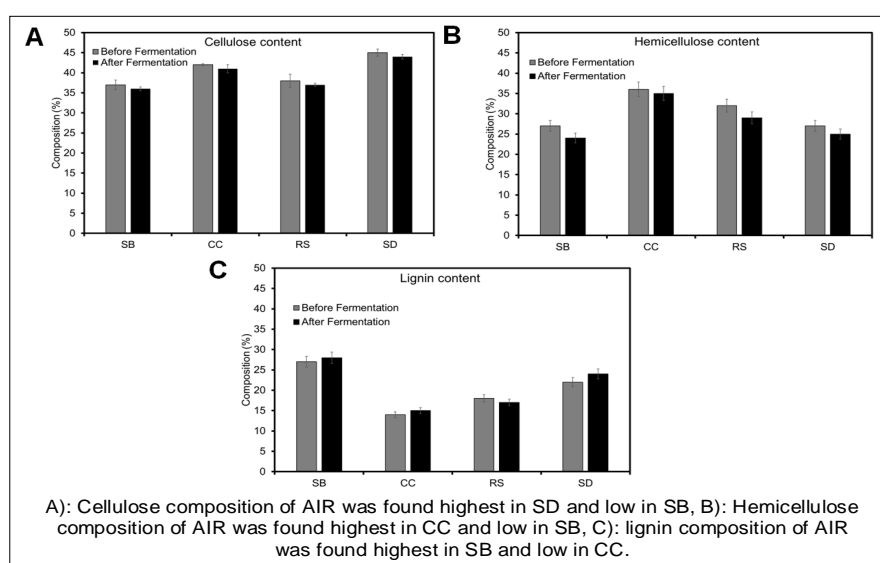 A
Cellulose content
Before Fermentation
After Fermentation
Composition (%)
50
45
40
35
30
25
20
15
10
5
0
SB CC RS SD
B
Hemicellulose content
Before Fermentation
After Fermentation
Composition (%)
50
45
40
35
30
25
20
15
10
5
0
SB CC RS SD
C
Lignin content
Before Fermentation
After Fermentation
Composition (%)
50
45
40
35
30
25
20
15
10
5
0
SB CC RS SD
A): Cellulose composition of AIR was found highest in SD and low in SB, B): Hemicellulose
composition of AIR was found highest in CC and low in SB, C): lignin composition of AIR
was found highest in SB and low in CC.